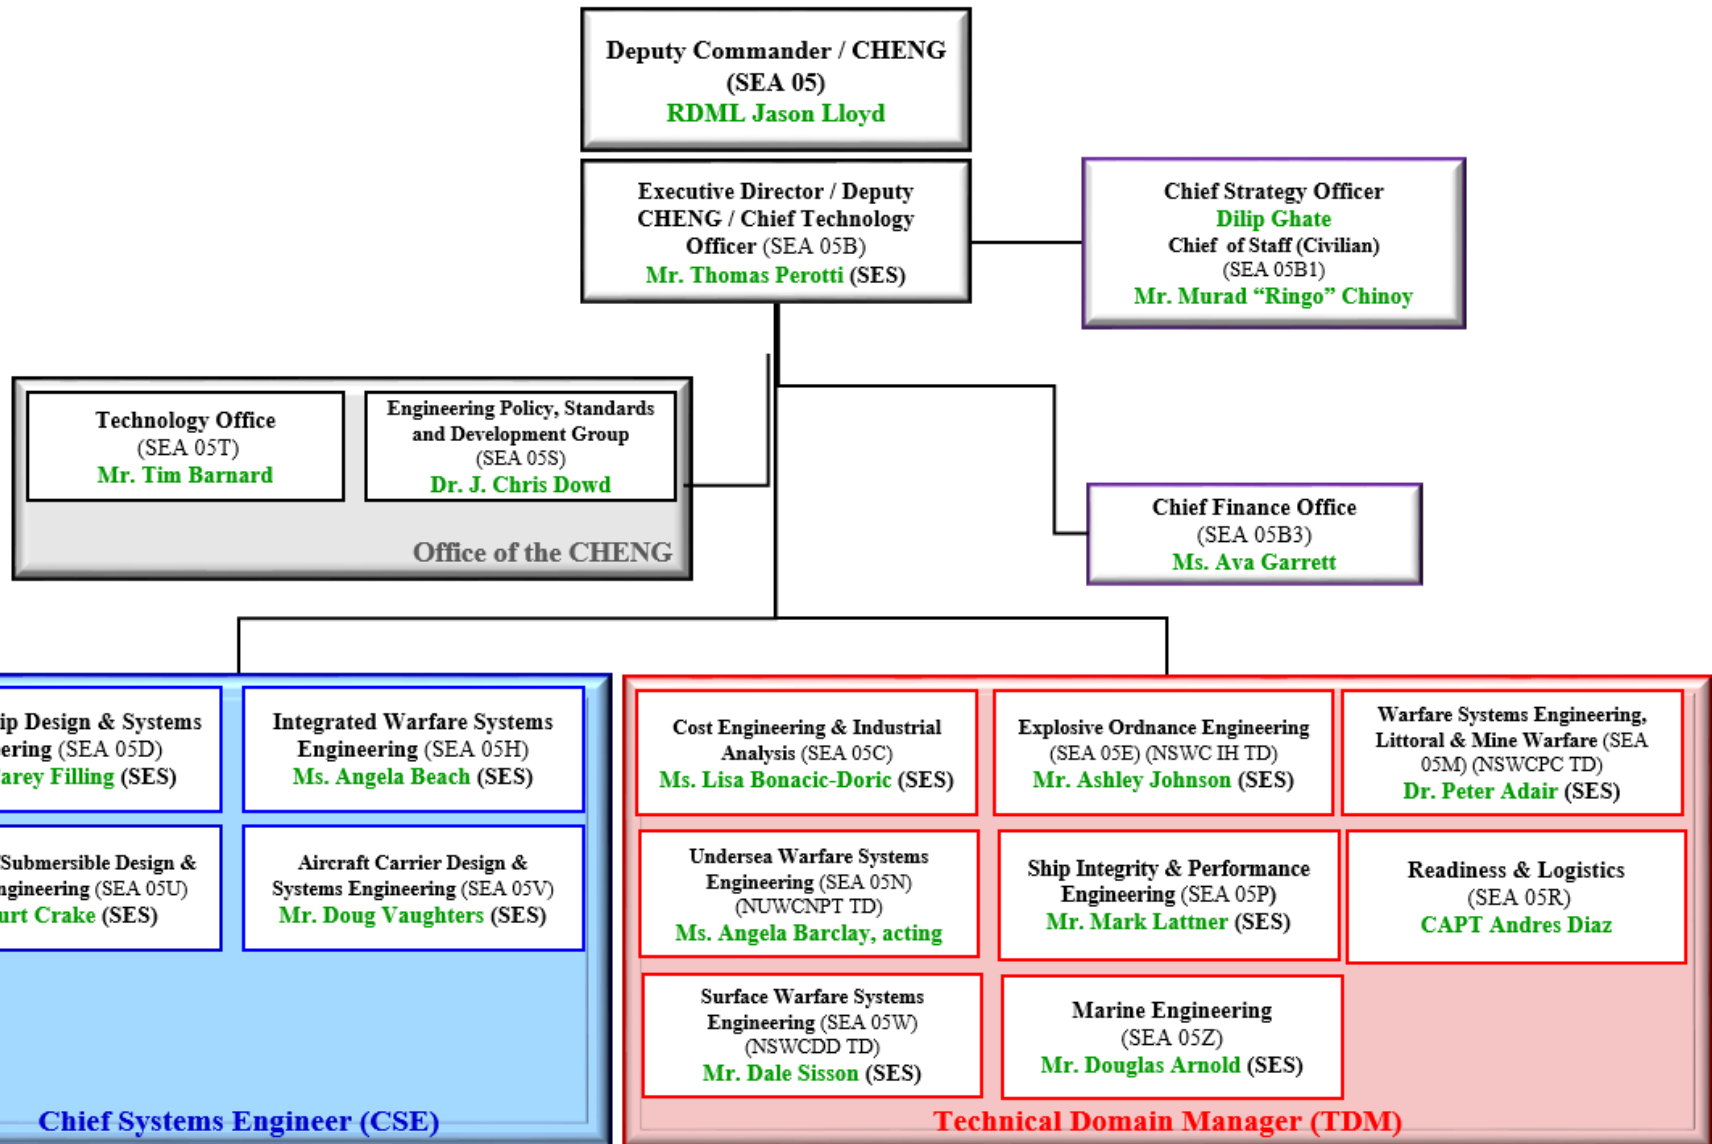 Deputy Commander / CHENG
(SEA 05)
RDML Jason Lloyd
Executive Director / Deputy
CHENG / Chief Technology
Officer (SEA 05B)
Mr. Thomas Perotti (SES)
Chief Strategy Officer
Dilip Ghate
Chief of Staff (Civilian)
(SEA 05B1)
Mr. Murad “Ringo” Chinoy
Technology Office
(SEA 05T)
Mr. Tim Barnard
Engineering Policy, Standards
and Development Group
(SEA 05S)
Dr. J. Chris Dowd
Office of the CHENG
Chief Finance Office
(SEA 05B3)
Ms. Ava Garrett
ip Design & Systems
ering (SEA 05D)
arey Filling (SES)
Integrated Warfare Systems
Engineering (SEA 05H)
Ms. Angela Beach (SES)
Submersible Design &
ngineering (SEA 05U)
urt Crake (SES)
Aircraft Carrier Design &
Systems Engineering (SEA 05V)
Mr. Doug Vaughters (SES)
Chief Systems Engineer (CSE)
Cost Engineering & Industrial
Analysis (SEA 05C)
Ms. Lisa Bonacic-Doric (SES)
Explosive Ordnance Engineering
(SEA 05E) (NSWC IH TD)
Mr. Ashley Johnson (SES)
Warfare Systems Engineering,
Littoral & Mine Warfare (SEA
05M) (NSWCPC TD)
Dr. Peter Adair (SES)
Undersea Warfare Systems
Engineering (SEA 05N)
(NUWCNPT TD)
Ms. Angela Barclay, acting
Ship Integrity & Performance
Engineering (SEA 05P)
Mr. Mark Lattner (SES)
Readiness & Logistics
(SEA 05R)
CAPT Andres Diaz
Surface Warfare Systems
Engineering (SEA 05W)
(NSWCDD TD)
Mr. Dale Sisson (SES)
Marine Engineering
(SEA 05Z)
Mr. Douglas Arnold (SES)
Technical Domain Manager (TDM)